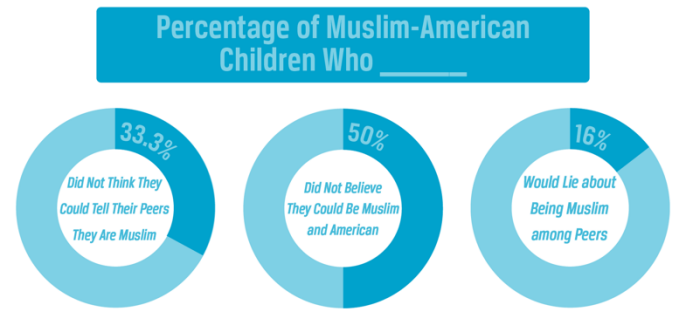 Percentage of Muslim-American
Children Who ______
33.3%
Did Not Think They
Could Tell Their Peers
They Are Muslim
50%
Did Not Believe
They Could Be Muslim
and American
16%
Would Lie about
Being Muslim
among Peers